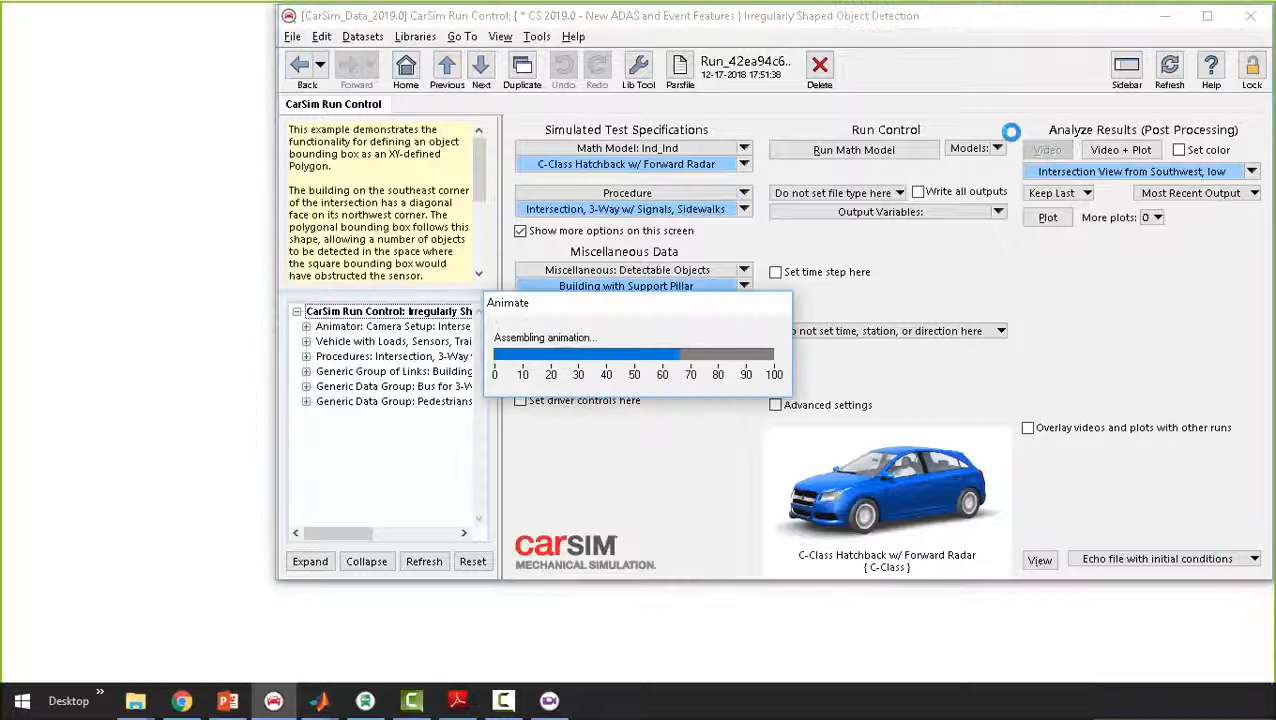 [CarSim_Data_2019.0] CarSim Run Control; { * CS 2019.0 - New ADAS and Event Features } Irregularly Shaped Object Detection
File Edit Datasets Libraries Go To View Tools Help
Back Forward Home Previous Next Duplicate Undo Redo Lib Tool Parsfile
Run_42ea94c6..
12-17-2018 17:51:38
Delete Sidebar Refresh Help Lock
CarSim Run Control
This example demonstrates the
functionality for defining an object
bounding box as an XY-defined
Polygon.
The building on the southeast corner
of the intersection has a diagonal
face on its northwest corner. The
polygonal bounding box follows this
shape, allowing a number of objects
to be detected in the space where
the square bounding box would
have obstructed the sensor.
CarSim Run Control: Irregularly Sh
Animator: Camera Setup: Interse
Vehicle with Loads, Sensors, Trai
Procedures: Intersection, 3-Way
Generic Group of Links: Building
Generic Data Group: Bus for 3-W
Generic Data Group: Pedestrians
Expand Collapse Refresh Reset
Simulated Test Specifications
Math Model: Ind_Ind
C-Class Hatchback w/ Forward Radar
Procedure
Intersection, 3-Way w/ Signals, Sidewalks
Show more options on this screen
Miscellaneous Data
Miscellaneous: Detectable Objects
Building with Support Pillar
Animate
Assembling animation...
0 10 20 30 40 50 60 70 80 90 100
Set driver controls here
carSIM
MECHANICAL SIMULATION.
Run Control
Run Math Model
Models:
Do not set file type here
Write all outputs
Output Variables:
Set time step here
o not set time, station, or direction here
Advanced settings
C-Class Hatchback w/ Forward Radar
{ C-Class }
Analyze Results (Post Processing)
Video
Video + Plot
Set color
Intersection View from Southwest, low
Keep Last
Most Recent Output
Plot
More plots: 0
Overlay videos and plots with other runs
View
Echo file with initial conditions
Desktop